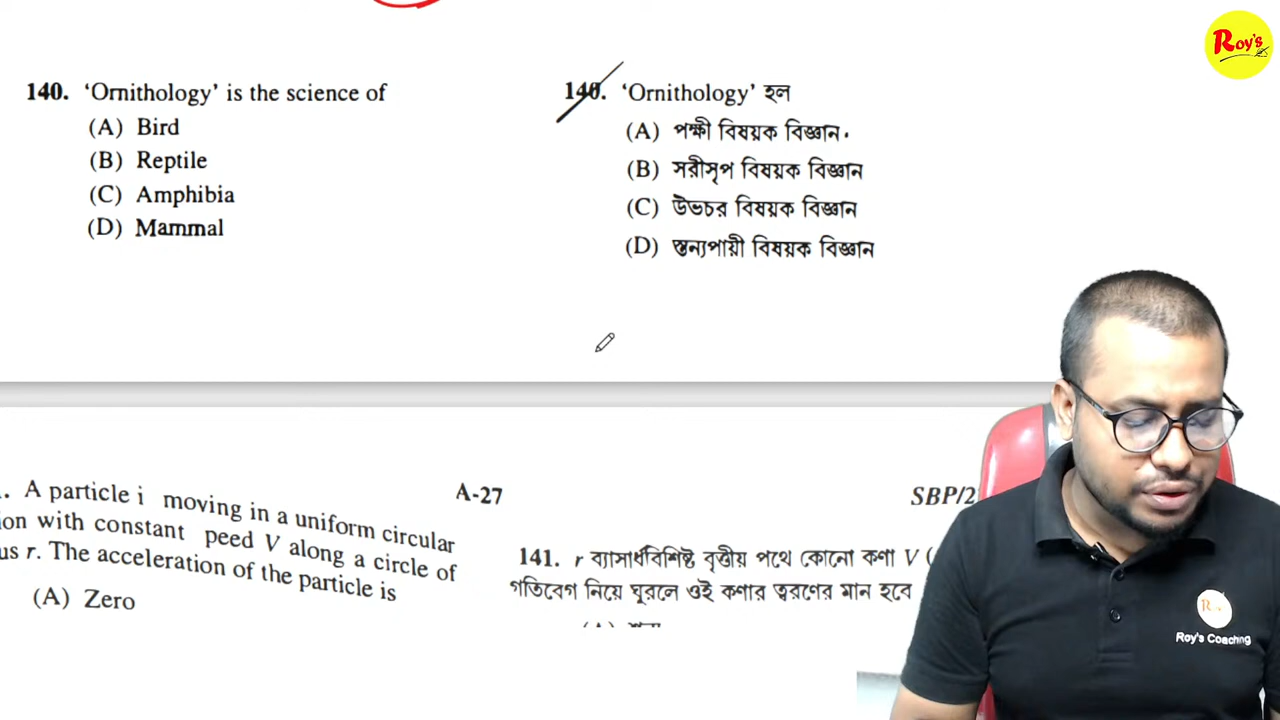 Roy's
140. 'Ornithology' is the science of
(A) Bird
(B) Reptile
(C) Amphibia
(D) Mammal
140. 'Ornithology' হল
(A) পক্ষী বিষয়ক বিজ্ঞান.
(B) সরীসৃপ বিষয়ক বিজ্ঞান
(C) উভচর বিষয়ক বিজ্ঞান
(D) স্তন্যপায়ী বিষয়ক বিজ্ঞান
A-27
SBP/2
. A particle i moving in a uniform circular
ion with constant peed V along a circle of
us r. The acceleration of the particle is
(A) Zero
141. r ব্যাসার্ধবিশিষ্ট বৃত্তীয় পথে কোনো কণা V (
গতিবেগ নিয়ে ঘুরলে ওই কণার ত্বরণের মান হবে
Roy's Coaching